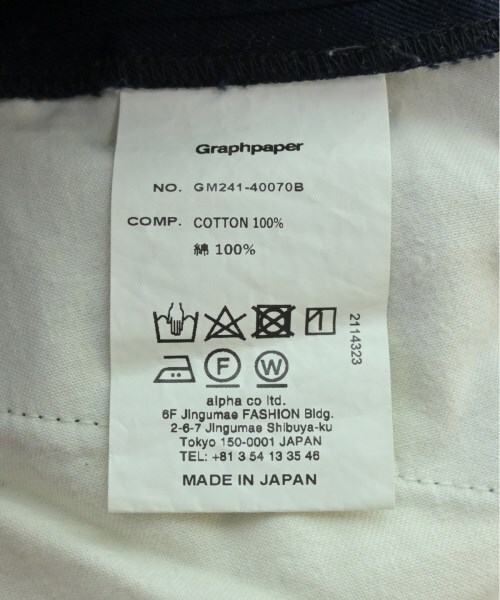 Graphpaper
NO. GM241-40070B
COMP. COTTON 100%
綿 100%
2114323
F W
alpha co ltd.
6F Jingumae FASHION Bldg.
2-6-7 Jingumae Shibuya-ku
Tokyo 150-0001 JAPAN
TEL: +81 3 54 13 35 46
MADE IN JAPAN